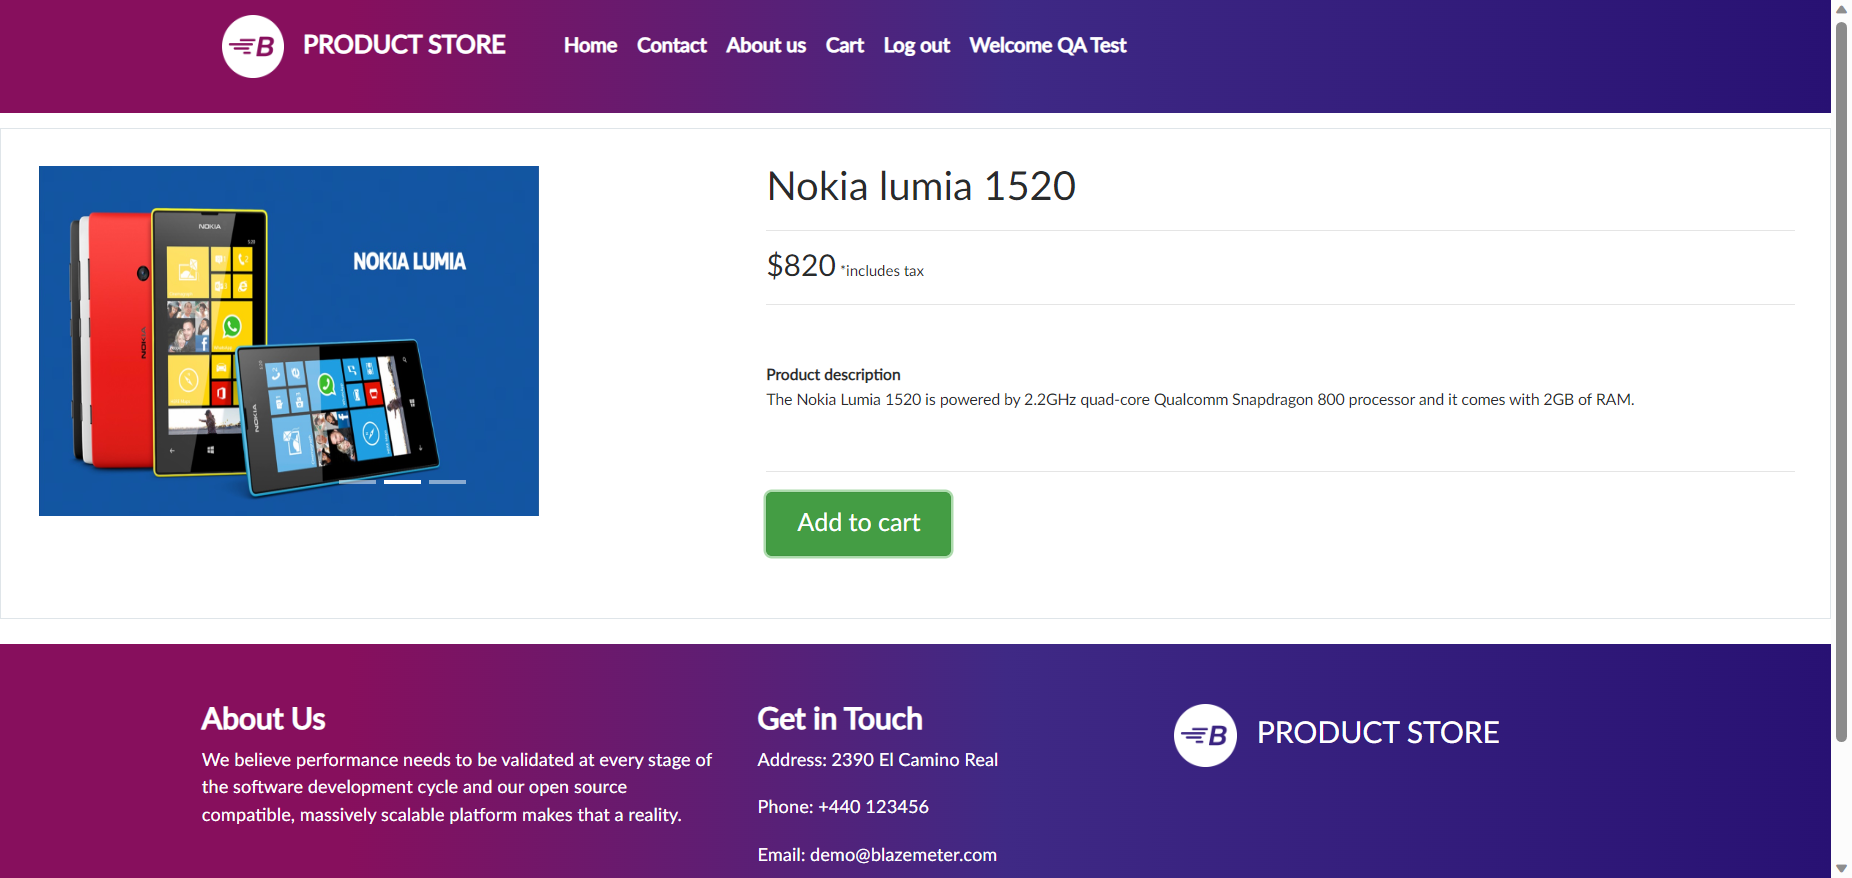 B PRODUCT STORE
Home Contact About us Cart Log out Welcome QA Test
NOKIA
NOKIA LUMIA
NOKIA
NOKIA
Nokia lumia 1520
$820 *includes tax
Product description
The Nokia Lumia 1520 is powered by 2.2GHz quad-core Qualcomm Snapdragon 800 processor and it comes with 2GB of RAM.
Add to cart
About Us
We believe performance needs to be validated at every stage of
the software development cycle and our open source
compatible, massively scalable platform makes that a reality.
Get in Touch
Address: 2390 El Camino Real
Phone: +440 123456
Email: demo@blazemeter.com
B PRODUCT STORE